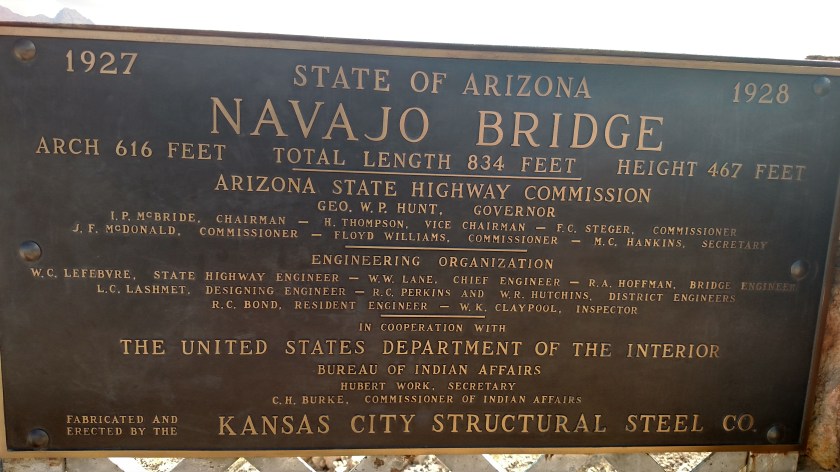 1927
1928
STATE OF ARIZONA
NAVAJO BRIDGE
ARCH 616 FEET TOTAL LENGTH 834 FEET HEIGHT 467 FEET
ARIZONA STATE HIGHWAY COMMISSION
GEO. W. P. HUNT, GOVERNOR
I. P. McBRIDE, CHAIRMAN – H. THOMPSON, VICE CHAIRMAN – F. C. STEGER, COMMISSIONER
J. F. McDONALD, COMMISSIONER – FLOYD WILLIAMS, COMMISSIONER – M. C. HANKINS, SECRETARY
ENGINEERING ORGANIZATION
W. C. LEFEBVRE, STATE HIGHWAY ENGINEER – W. W. LANE, CHIEF ENGINEER – R. A. HOFFMAN, BRIDGE ENGINEER
L. C. LASHMET, DESIGNING ENGINEER – R. C. PERKINS AND W. R. HUTCHINS, DISTRICT ENGINEERS
R. C. BOND, RESIDENT ENGINEER – W. K. CLAYPOOL, INSPECTOR
IN COOPERATION WITH
THE UNITED STATES DEPARTMENT OF THE INTERIOR
BUREAU OF INDIAN AFFAIRS
HUBERT WORK, SECRETARY
C. H. BURKE, COMMISSIONER OF INDIAN AFFAIRS
FABRICATED AND
ERECTED BY THE
KANSAS CITY STRUCTURAL STEEL CO.